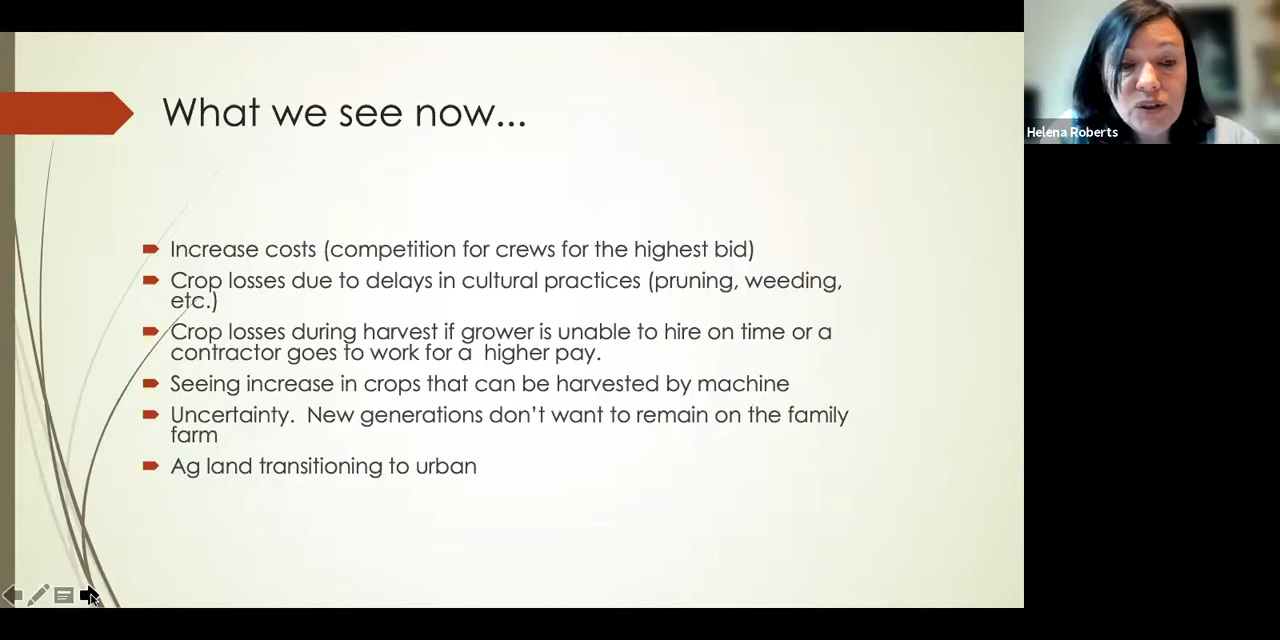 What we see now...
Increase costs (competition for crews for the highest bid)
Crop losses due to delays in cultural practices (pruning, weeding,
etc.)
Crop losses during harvest if grower is unable to hire on time or a
contractor goes to work for a  higher pay.
Seeing increase in crops that can be harvested by machine
Uncertainty.  New generations don't want to remain on the family
farm
Ag land transitioning to urban
Helena Roberts